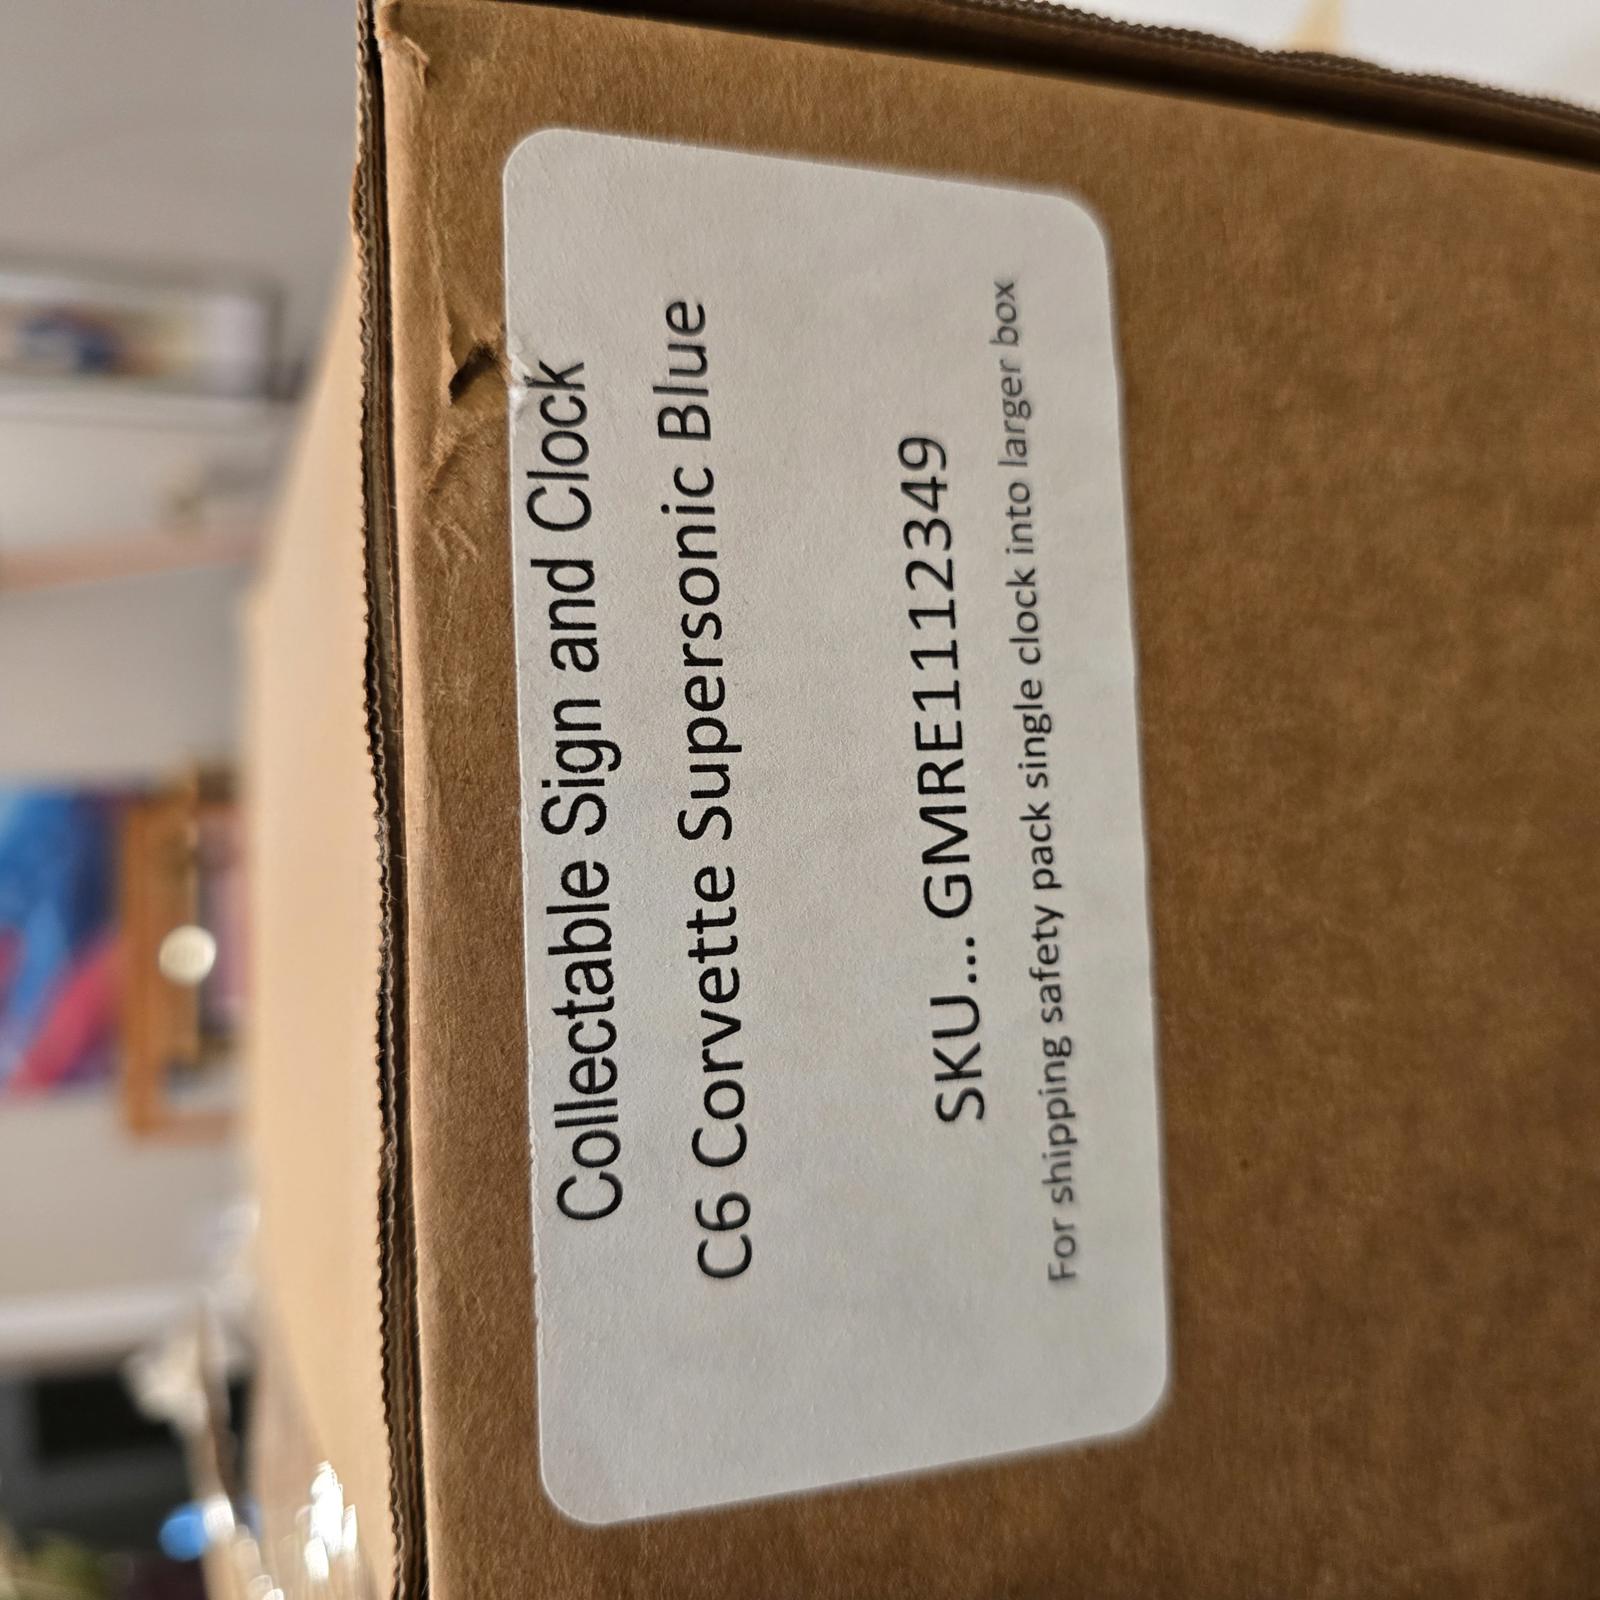 Collectable Sign and Clock
C6 Corvette Supersonic Blue
SKU... GMRE1112349
For shipping safety pack single clock into larger box